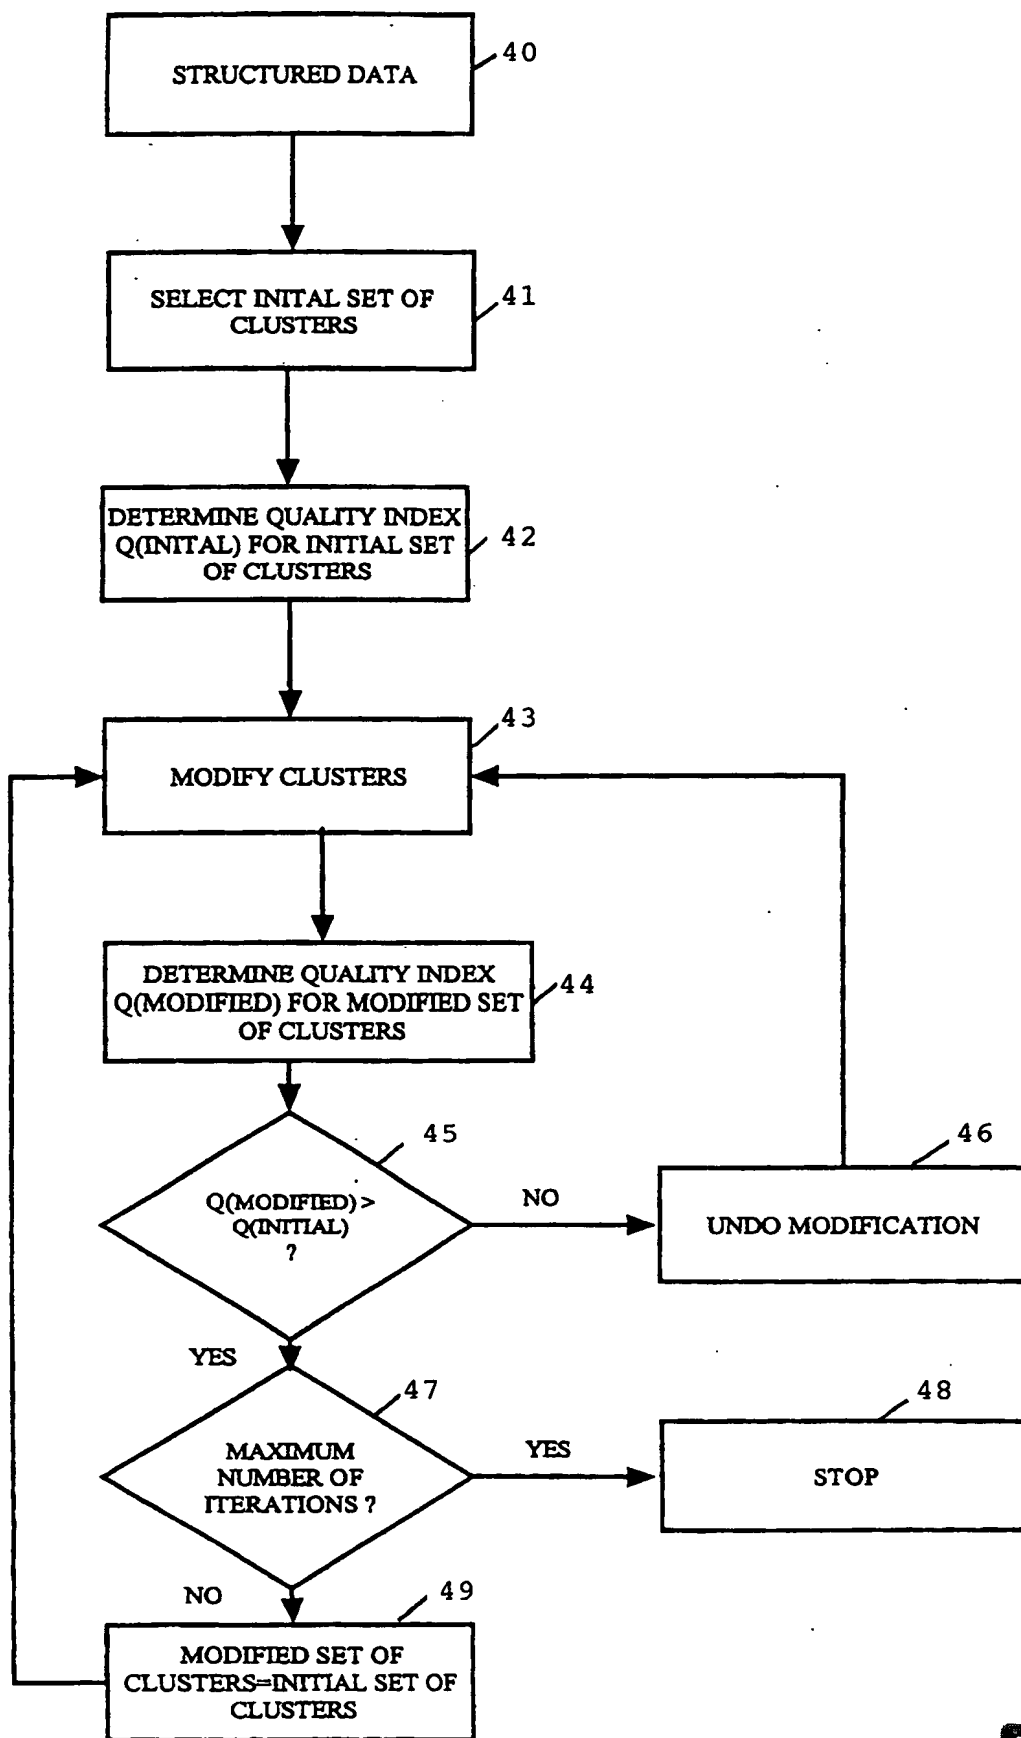 STRUCTURED DATA
40
SELECT INITAL SET OF
CLUSTERS
41
DETERMINE QUALITY INDEX
Q(INITAL) FOR INITIAL SET
OF CLUSTERS
42
43
MODIFY CLUSTERS
DETERMINE QUALITY INDEX
Q(MODIFIED) FOR MODIFIED SET
OF CLUSTERS
44
45
Q(MODIFIED) >
Q(INITIAL)
?
NO
46
UNDO MODIFICATION
YES
47
MAXIMUM
NUMBER OF
ITERATIONS ?
YES
48
STOP
NO
49
MODIFIED SET OF
CLUSTERS=INITIAL SET OF
CLUSTERS